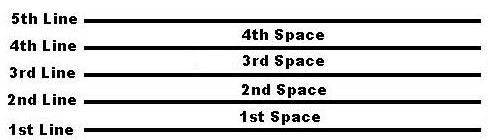 5th Line
4th Space
4th Line
3rd Space
3rd Line
2nd Space
2nd Line
1st Space
1st Line